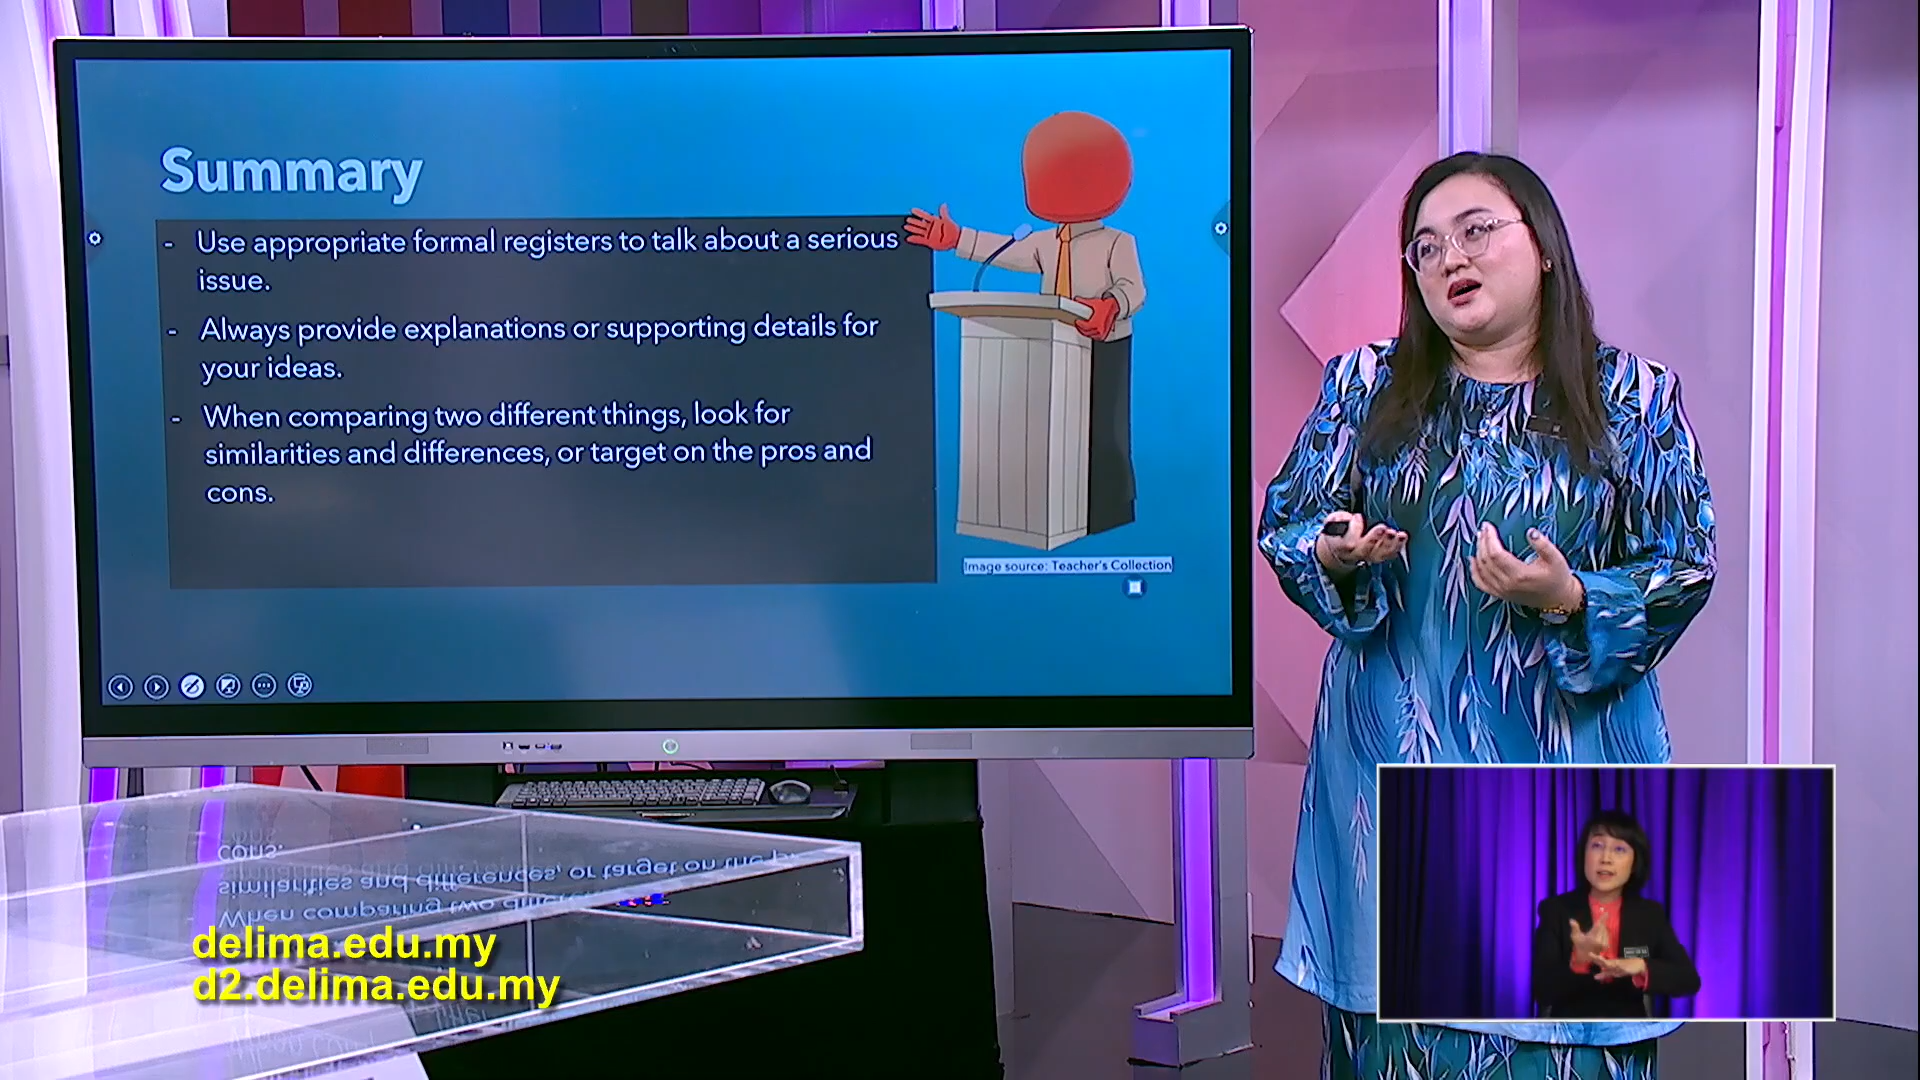 Summary
- Use appropriate formal registers to talk about a serious
issue.
- Always provide explanations or supporting details for
your ideas.
- When comparing two different things, look for
similarities and differences, or target on the pros and
cons.
Image source: Teacher's Collection
delima.edu.my
d2.delima.edu.my